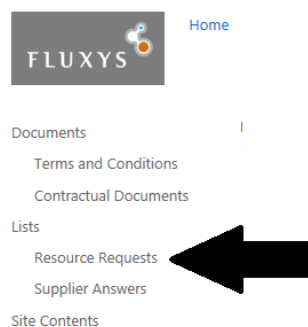 Home
FLUXYS
Documents
Terms and Conditions
Contractual Documents
Lists
Resource Requests
Supplier Answers
Site Contents